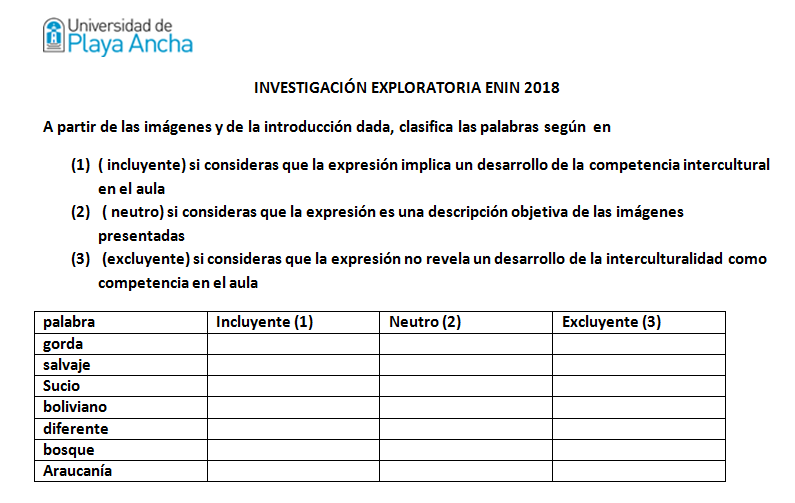 Universidad de
Playa Ancha
INVESTIGACIÓN EXPLORATORIA ENIN 2018
A partir de las imágenes y de la introducción dada, clasifica las palabras según en
(1) ( incluyente) si consideras que la expresión implica un desarrollo de la competencia intercultural
en el aula
(2) ( neutro) si consideras que la expresión es una descripción objetiva de las imágenes
presentadas
(3) (excluyente) si consideras que la expresión no revela un desarrollo de la interculturalidad como
competencia en el aula
palabra Incluyente (1) Neutro (2) Excluyente (3)
gorda
salvaje
Sucio
boliviano
diferente
bosque
Araucanía